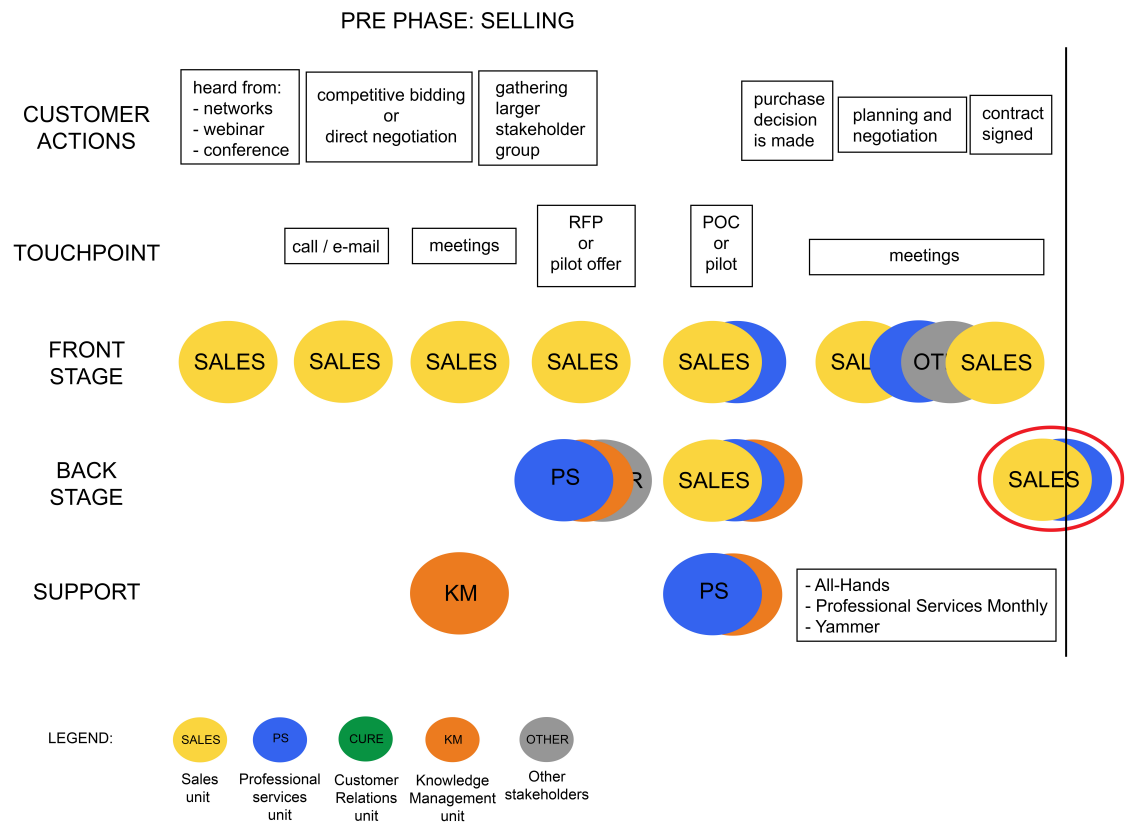 PRE PHASE: SELLING
CUSTOMER
ACTIONS
heard from:
- networks
- webinar
- conference
competitive bidding
or
direct negotiation
gathering
larger
stakeholder
group
purchase
decision
is made
planning and
negotiation
contract
signed
TOUCHPOINT
call / e-mail
meetings
RFP
or
pilot offer
POC
or
pilot
meetings
FRONT
STAGE
SALES
SALES
SALES
SALES
SALES
SAL
OT
SALES
BACK
STAGE
PS
R
SALES
SALES
SUPPORT
KM
PS
- All-Hands
- Professional Services Monthly
- Yammer
LEGEND:
SALES
PS
CURE
KM
OTHER
Sales
unit
Professional
services
unit
Customer
Relations
unit
Knowledge
Management
unit
Other
stakeholders